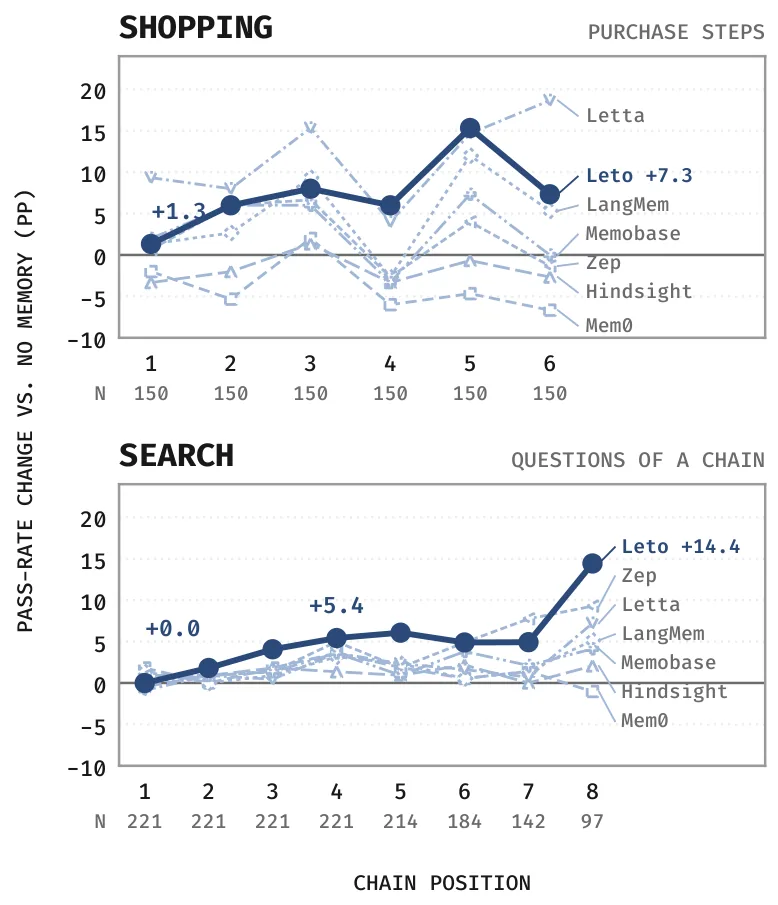 SHOPPING PURCHASE STEPS
PASS-RATE CHANGE VS. NO MEMORY (PP)
20
15
10
5
0
−5
−10
+1.3
Letta
Leto +7.3
LangMem
Memobase
Zep
Hindsight
Mem0
1 2 3 4 5 6
N 150 150 150 150 150 150
SEARCH QUESTIONS OF A CHAIN
20
15
10
5
0
−5
−10
+0.0
+5.4
Leto +14.4
Zep
Letta
LangMem
Memobase
Hindsight
Mem0
1 2 3 4 5 6 7 8
N 221 221 221 221 214 184 142 97
CHAIN POSITION